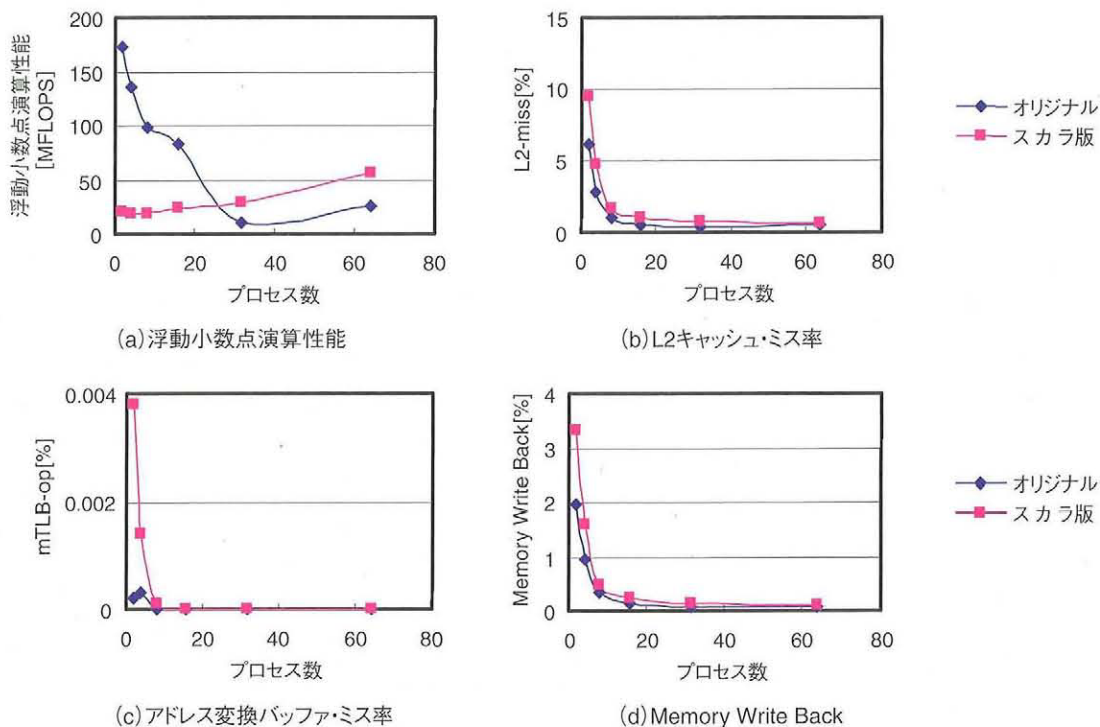 浮動小数点演算性能
[MFLOPS]
200
150
100
50
0
0 20 40 60 80
プロセス数
(a)浮動小数点演算性能
L2-miss[%]
15
10
5
0
0 20 40 60 80
プロセス数
(b)L2キャッシュ・ミス率
オリジナル
スカラ版
mTLB-op[%]
0.004
0.002
0
0 20 40 60 80
プロセス数
(c)アドレス変換バッファ・ミス率
Memory Write Back[%]
4
3
2
1
0
0 20 40 60 80
プロセス数
(d)Memory Write Back
オリジナル
スカラ版